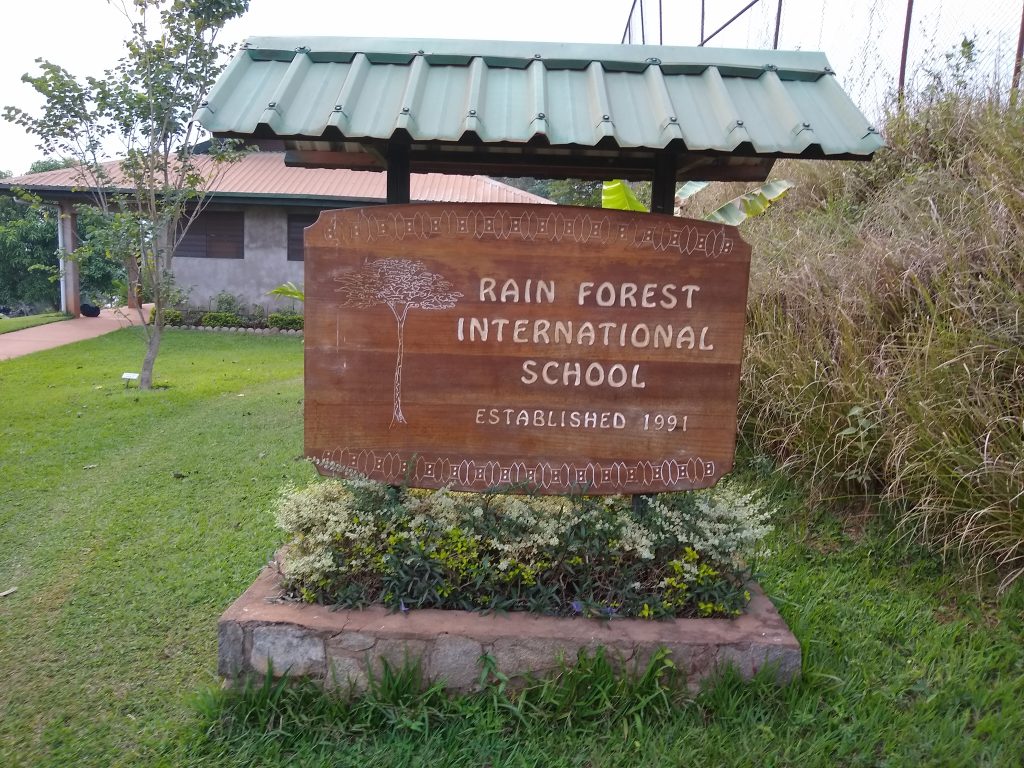 RAIN FOREST
INTERNATIONAL
SCHOOL
ESTABLISHED 1991